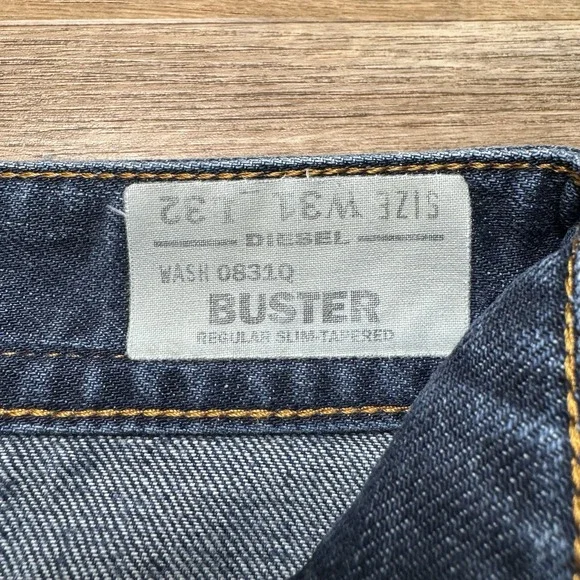 SIZE W31 L32
DIESEL
WASH 0831Q
BUSTER
REGULAR SLIM-TAPERED